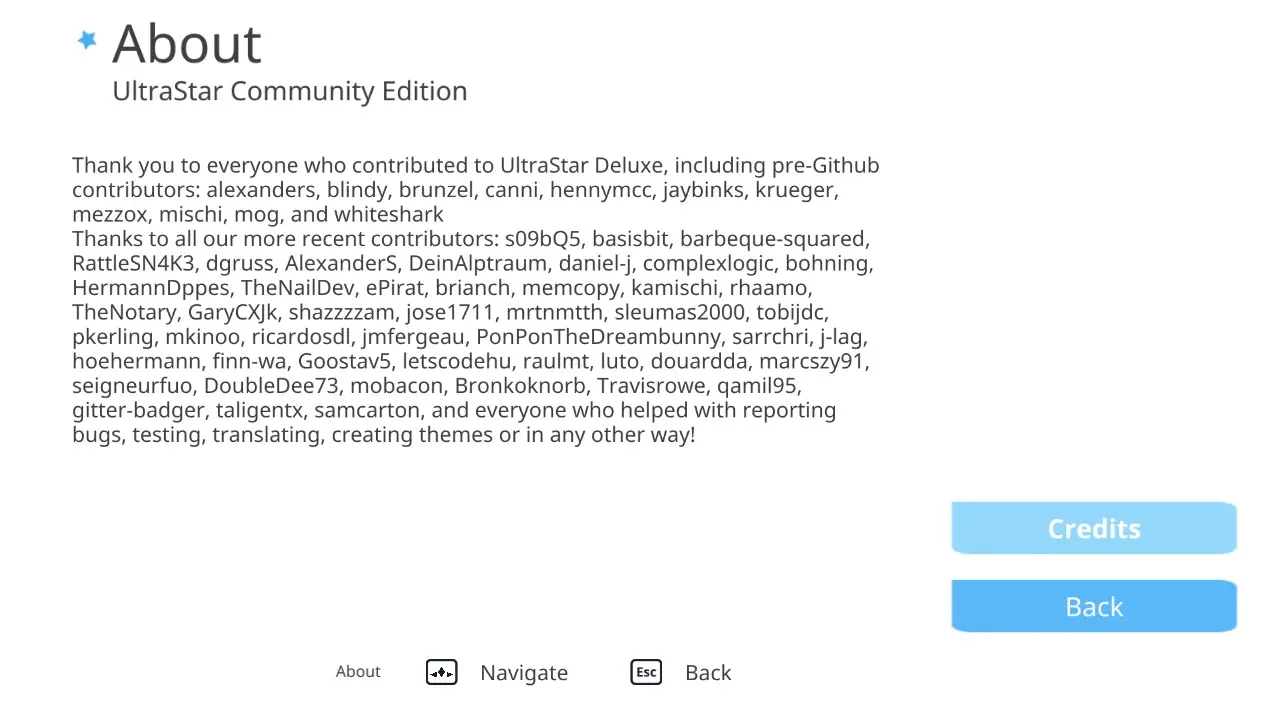 About
UltraStar Community Edition
Thank you to everyone who contributed to UltraStar Deluxe, including pre-Github
contributors: alexanders, blindy, brunzel, canni, hennymcc, jaybinks, krueger,
mezzox, mischi, mog, and whiteshark
Thanks to all our more recent contributors: s09bQ5, basisbit, barbeque-squared,
RattleSN4K3, dgruss, AlexanderS, DeinAlptraum, daniel-j, complexlogic, bohning,
HermannDppes, TheNailDev, ePirat, brianch, memcopy, kamischi, rhaamo,
TheNotary, GaryCXJk, shazzzzam, jose1711, mrtnmtth, sleumas2000, tobijdc,
pkerling, mkinoo, ricardosdl, jmfergeau, PonPonTheDreambunny, sarrchri, j-lag,
hoehermann, finn-wa, Goostav5, letscodehu, raulmt, luto, douardda, marcszy91,
seigneurfuo, DoubleDee73, mobacon, Bronkoknorb, Travisrowe, qamil95,
gitter-badger, taligentx, samcarton, and everyone who helped with reporting
bugs, testing, translating, creating themes or in any other way!
Credits
Back
About Navigate Esc Back